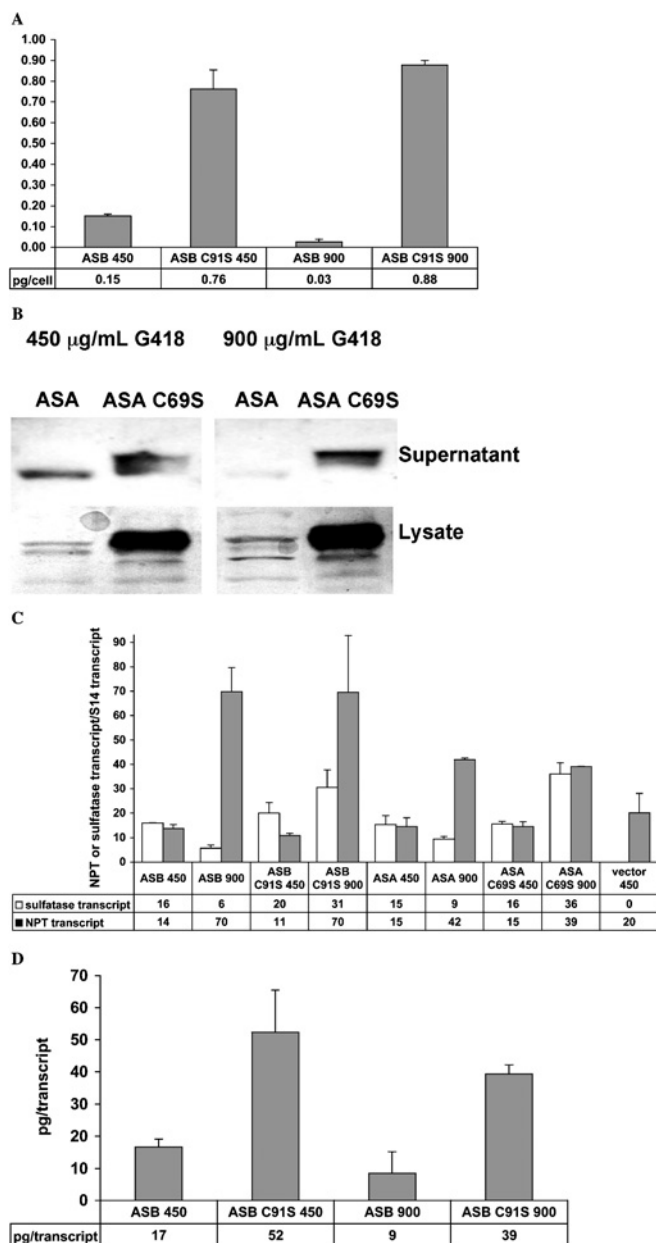 A
1.00
0.90
0.80
0.70
0.60
0.50
0.40
0.30
0.20
0.10
0.00
ASB 450 ASB C91S 450 ASB 900 ASB C91S 900
pg/cell 0.15 0.76 0.03 0.88
B
450 µg/mL G418 900 µg/mL G418
ASA ASA C69S ASA ASA C69S
Supernatant
Lysate
C
NPT or sulfatase transcript/S14 transcript
90
80
70
60
50
40
30
20
10
0
ASB 450 ASB 900 ASB C91S 450 ASB C91S 900 ASA 450 ASA 900 ASA C69S 450 ASA C69S 900 vector 450
sulfatase transcript 16 6 20 31 15 9 16 36 0
NPT transcript 14 70 11 70 15 42 15 39 20
D
pg/transcript
70
60
50
40
30
20
10
0
ASB 450 ASB C91S 450 ASB 900 ASB C91S 900
pg/transcript 17 52 9 39